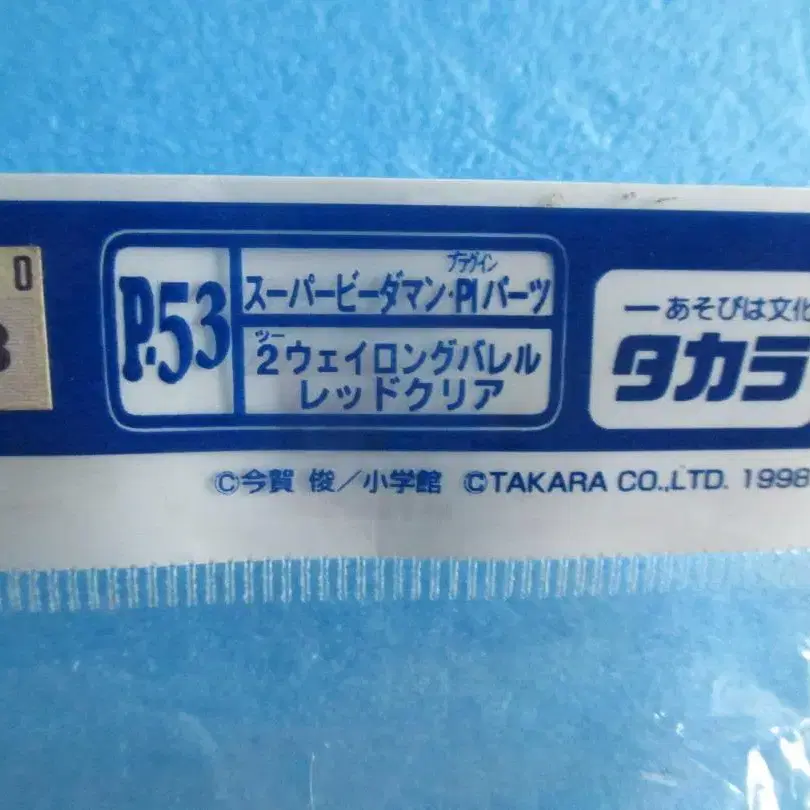 0
P-53
プラグイン
スーパービーダマン・PIパーツ
ツー
2ウェイロングバレル
レッドクリア
ーあそびは文化
タカラ
©今賀 俊／小学館 ©TAKARA CO.,LTD. 1998